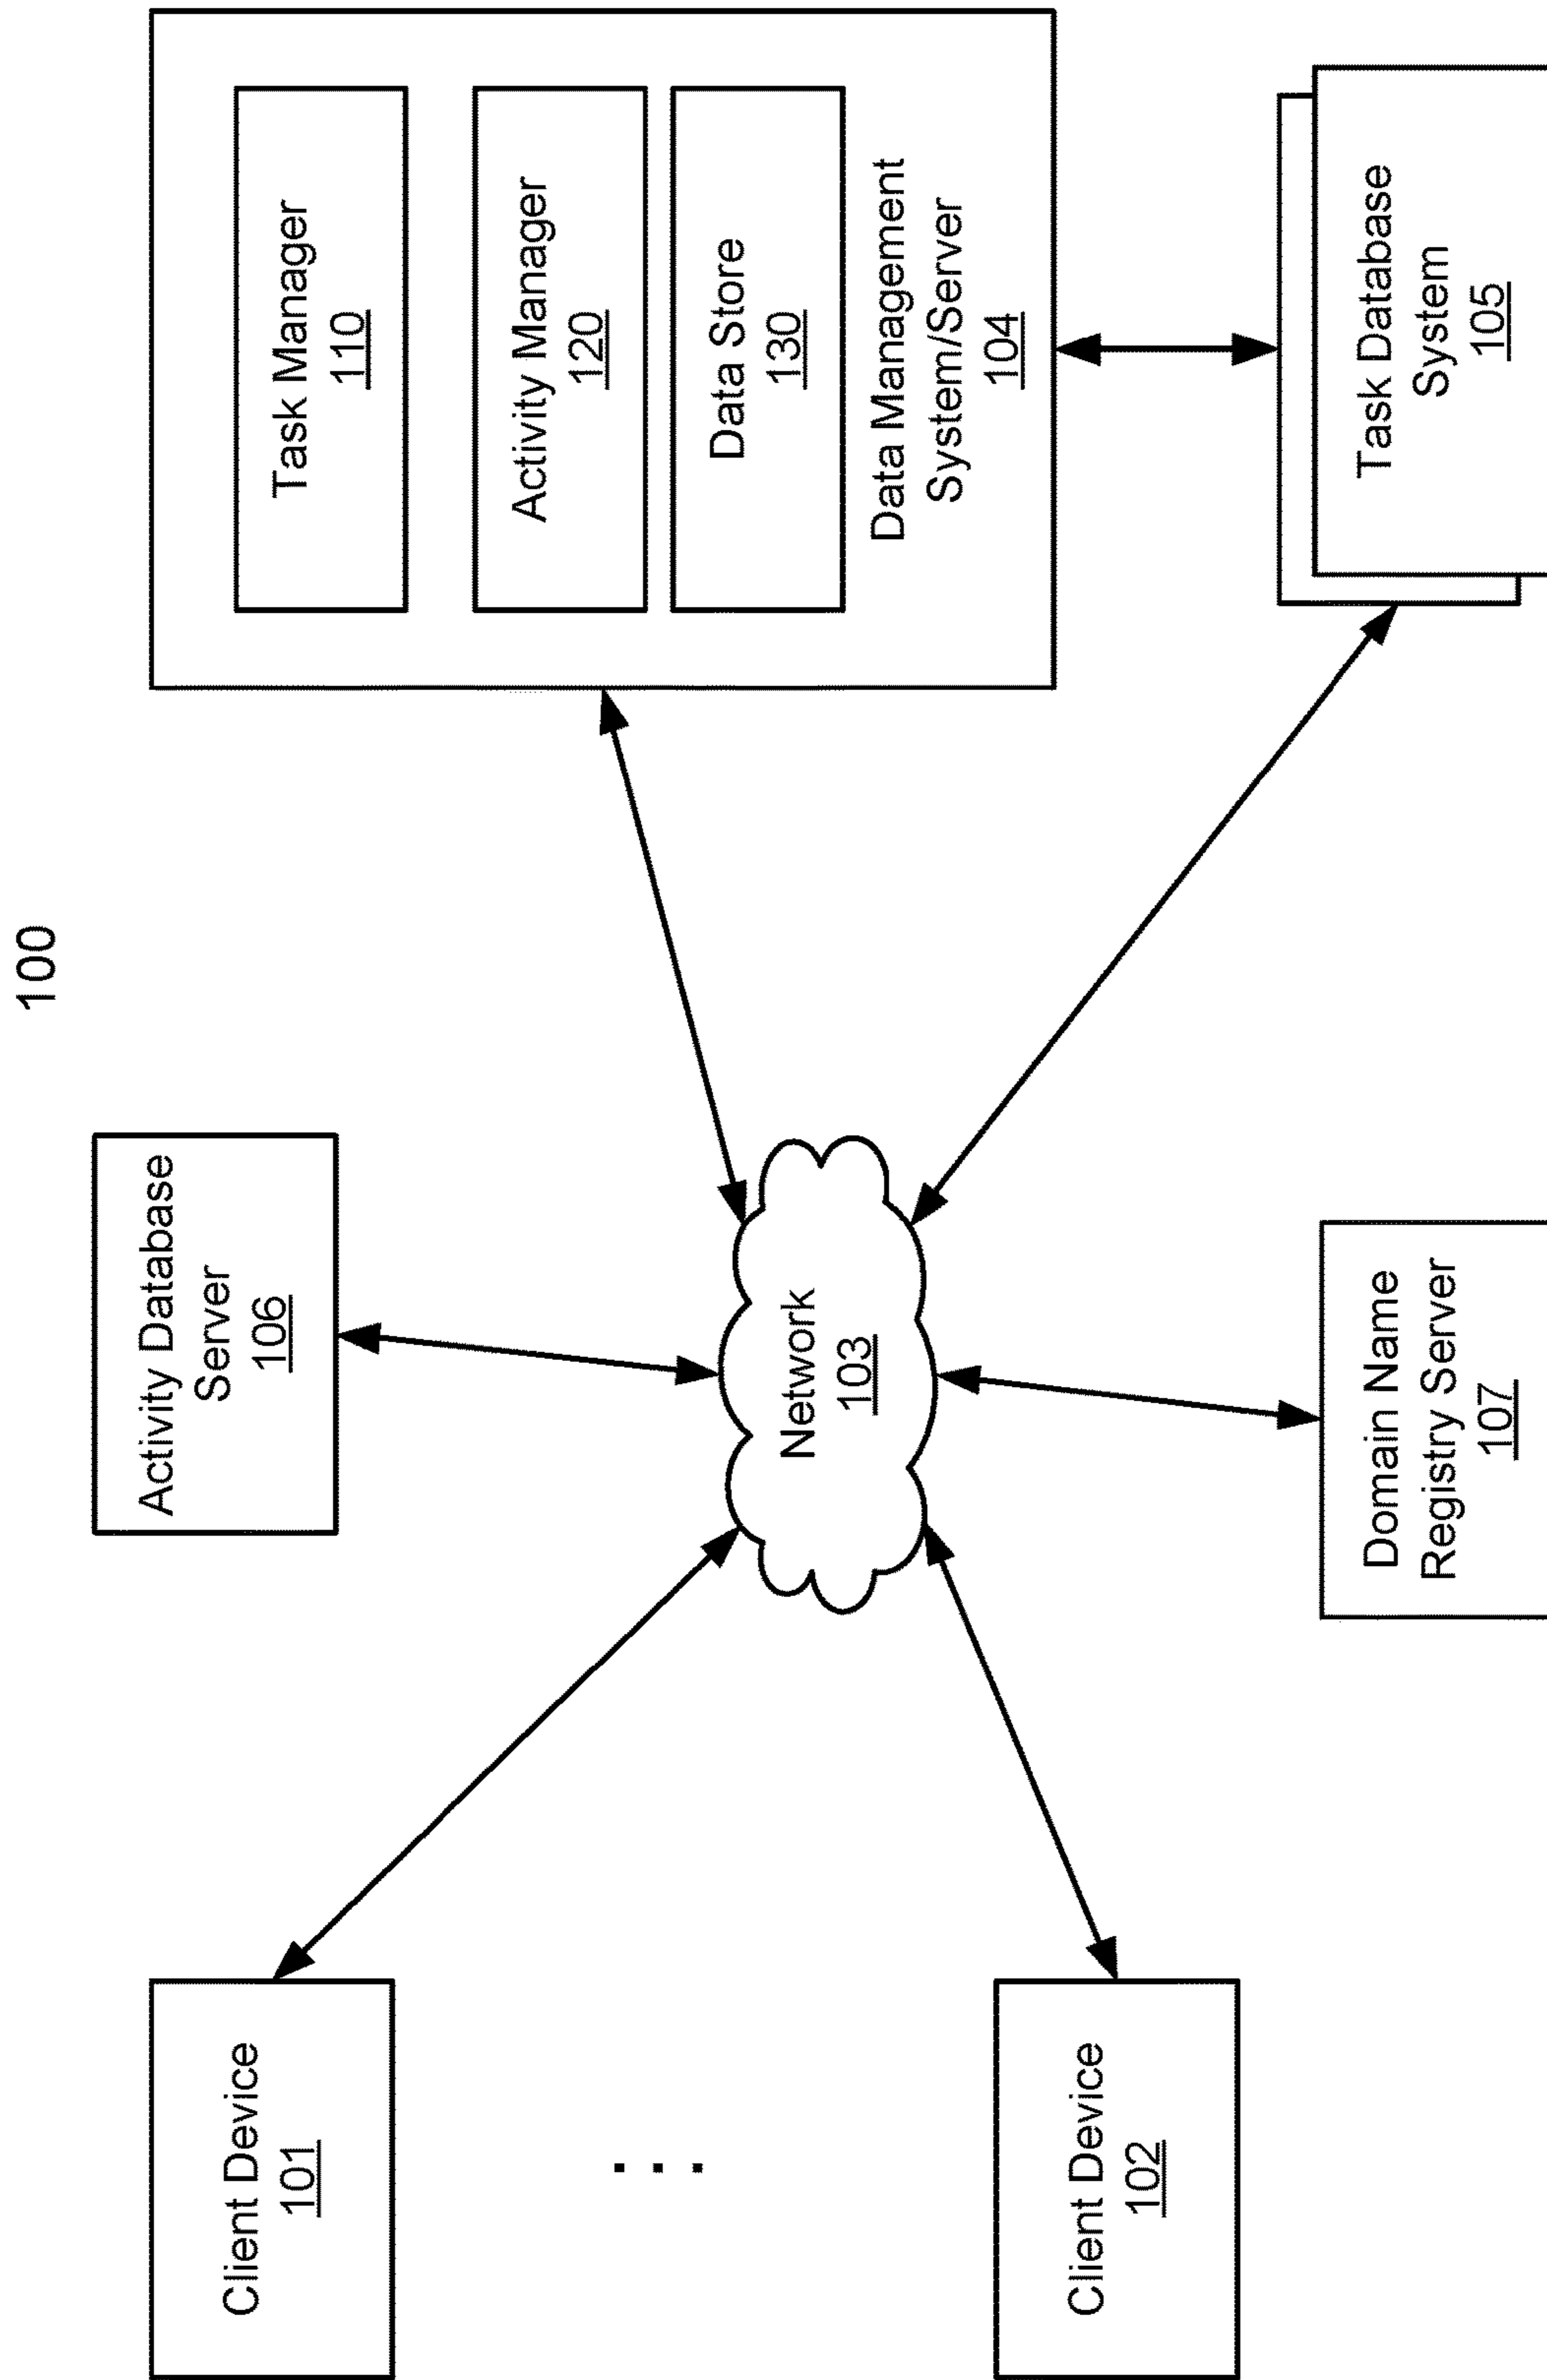 100
Client Device
101
...
Client Device
102
Activity Database
Server
106
Network
103
Domain Name
Registry Server
107
Task Manager
110
Activity Manager
120
Data Store
130
Data Management
System/Server
104
Task Database
System
105